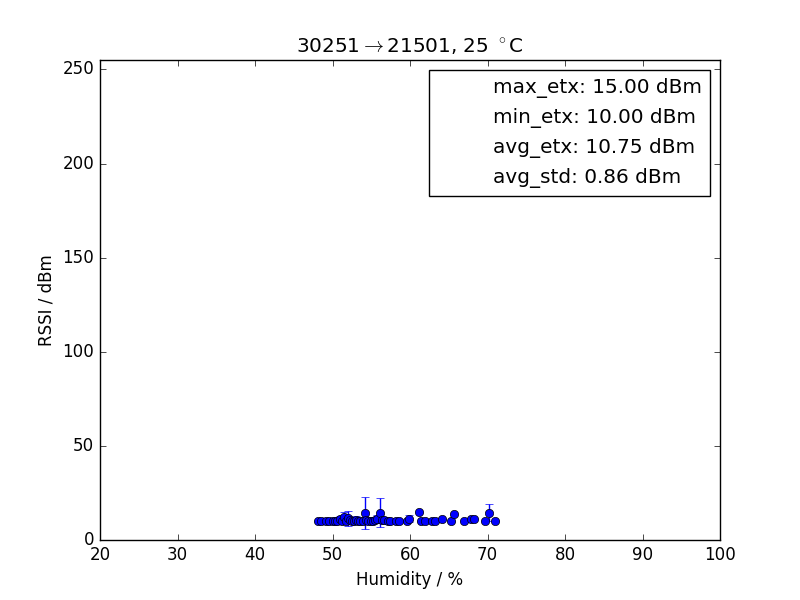 30251→21501, 25 °C
max_etx: 15.00 dBm
min_etx: 10.00 dBm
avg_etx: 10.75 dBm
avg_std: 0.86 dBm
250
200
150
100
50
0
RSSI / dBm
20 30 40 50 60 70 80 90 100
Humidity / %